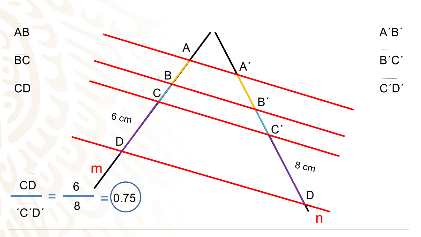 AB
A´B´
A
A´
BC
B´C´
B
B´
CD
C´D´
C
C´
6 cm
D
8 cm
m
D
n
CD
´C´D´
=
6
8
=
0.75